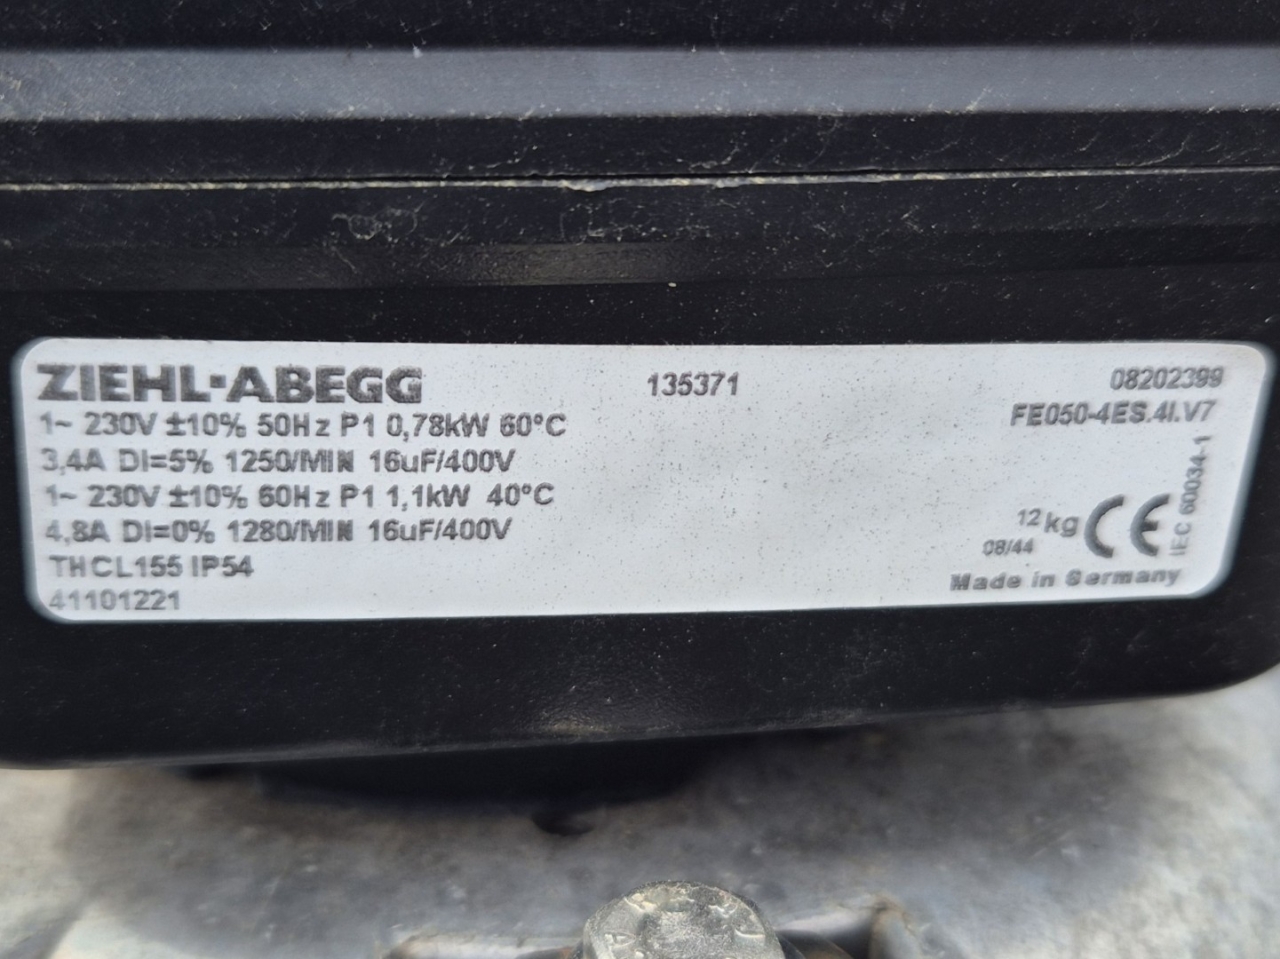 ZIEHL-ABEGG 135371 08202399
1~ 230V ±10% 50Hz P1 0,78kW 60°C FE050-4ES.4I.V7
3,4A DI=5% 1250/MIN 16uF/400V
1~ 230V ±10% 60Hz P1 1,1kW 40°C
4,8A DI=0% 1280/MIN 16uF/400V
THCL155 IP54
41101221
12kg CE
IEC 60034-1
08/44
Made in Germany